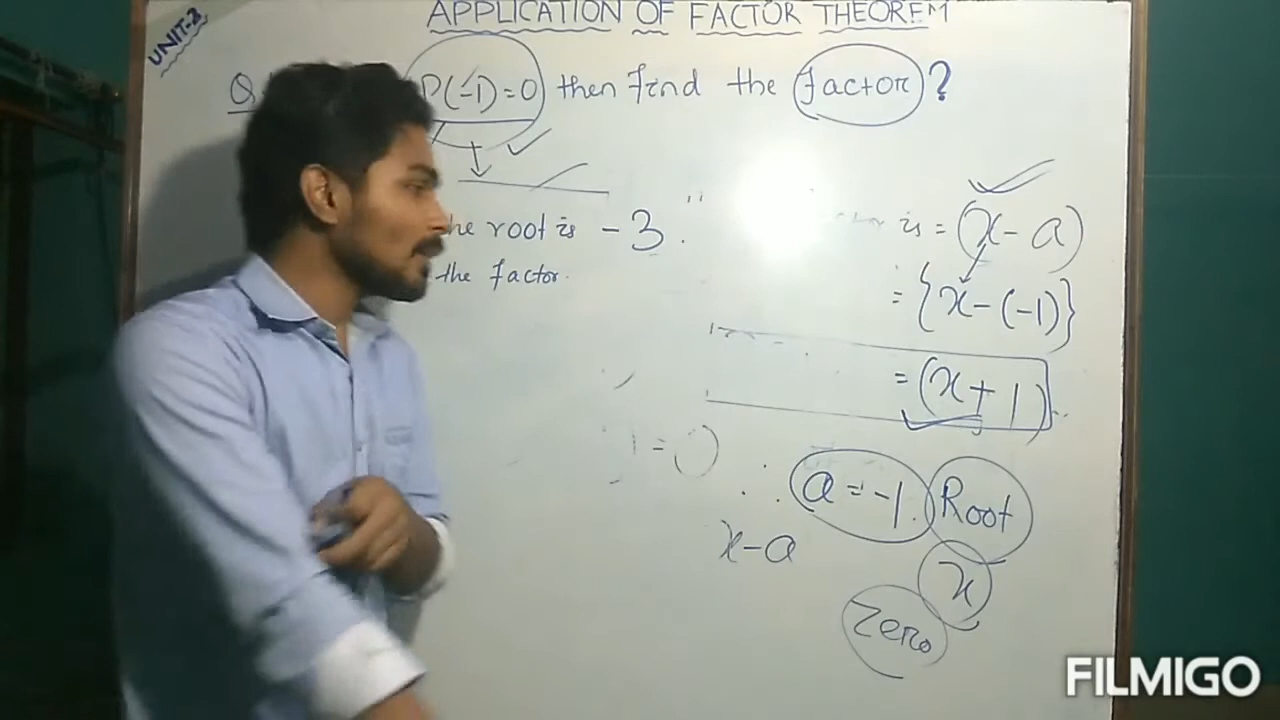 APPLICATION OF FACTOR THEOREM
UNIT-2
Q
P(-1)=0 then find the factor?
he root is -3.
the factor.
is = (x-a)
= {x-(-1)}
= (x+1)
= 0
∴ a=-1. Root
x-a
x
Zero
FILMIGO